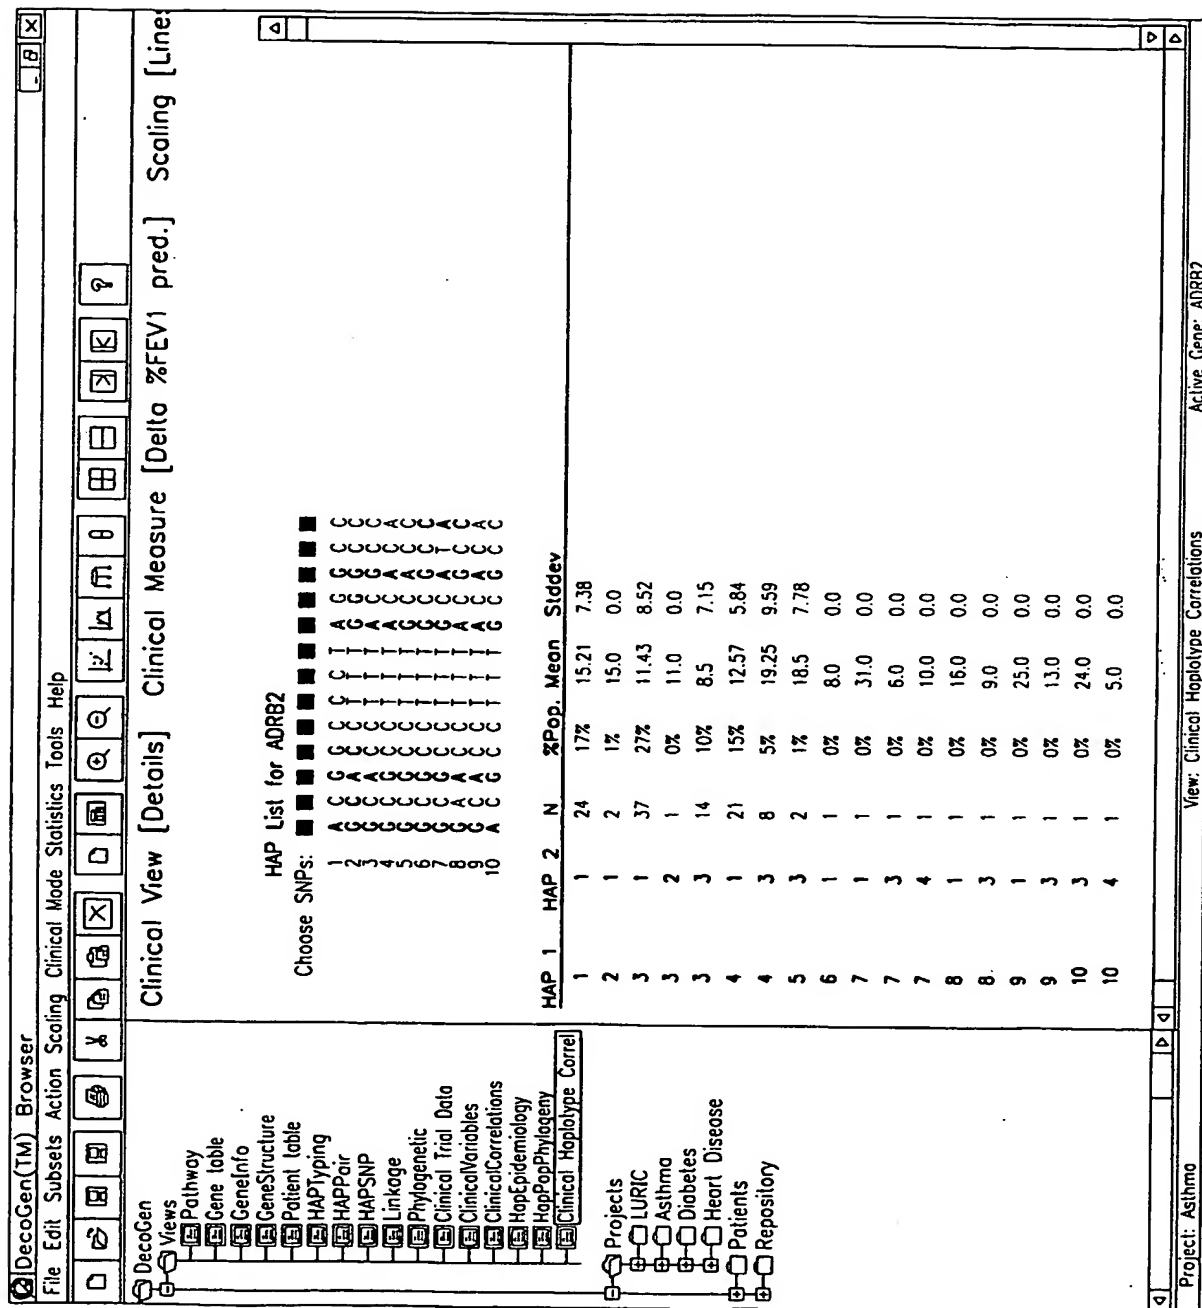 DecoGen(TM) Browser
File Edit Subsets Action Scaling Clinical Mode Statistics Tools Help
DecoGen
Views
Pathway
Gene table
GeneInfo
GeneStructure
Patient table
HAPTyping
HAPPair
HAPSNP
Linkage
Phylogenetic
Clinical Trial Data
ClinicalVariables
ClinicalCorrelations
HapEpidemiology
HapPopPhylogeny
Clinical Haplotype Correl
Projects
LURIC
Asthma
Diabetes
Heart Disease
Patients
Repository
Clinical View [Details] Clinical Measure [Delta %FEV1 pred.] Scaling [Lines
HAP List for ADRB2
Choose SNPs:
1
2
3
4
5
6
7
8
9
10
HAP 1 HAP 2 N %Pop. Mean Stddev
1 1 24 17% 15.21 7.38
2 1 2 1% 15.0 0.0
3 1 37 27% 11.43 8.52
3 2 1 0% 11.0 0.0
3 3 14 10% 8.5 7.15
4 1 21 15% 12.57 5.84
4 3 8 5% 19.25 9.59
5 3 2 1% 18.5 7.78
6 1 1 0% 8.0 0.0
7 1 1 0% 31.0 0.0
7 3 1 0% 6.0 0.0
7 4 1 0% 10.0 0.0
8 1 1 0% 16.0 0.0
8 3 1 0% 9.0 0.0
9 1 1 0% 25.0 0.0
9 3 1 0% 13.0 0.0
10 3 1 0% 24.0 0.0
10 4 1 0% 5.0 0.0
Project: Asthma View: Clinical Haplotype Correlations Active Gene: ADRB2